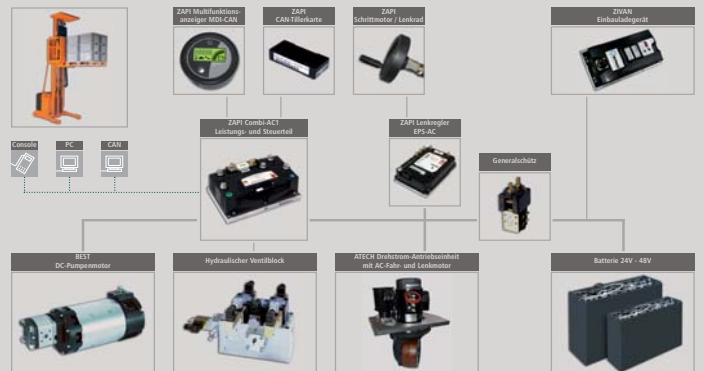 ZAPI Multifunktions-
anzeiger MDI-CAN
ZAPI
CAN-Tillerkarte
ZAPI
Schrittmotor / Lenkrad
ZIVAN
Einbauladegerät
ZAPI Combi-AC1
Leistungs- und Steuerteil
ZAPI Lenkregler
EPS-AC
Console
PC
CAN
Generalschütz
BEST
DC-Pumpenmotor
Hydraulischer Ventilblock
ATECH Drehstrom-Antriebseinheit
mit AC-Fahr- und Lenkmotor
Batterie 24V - 48V